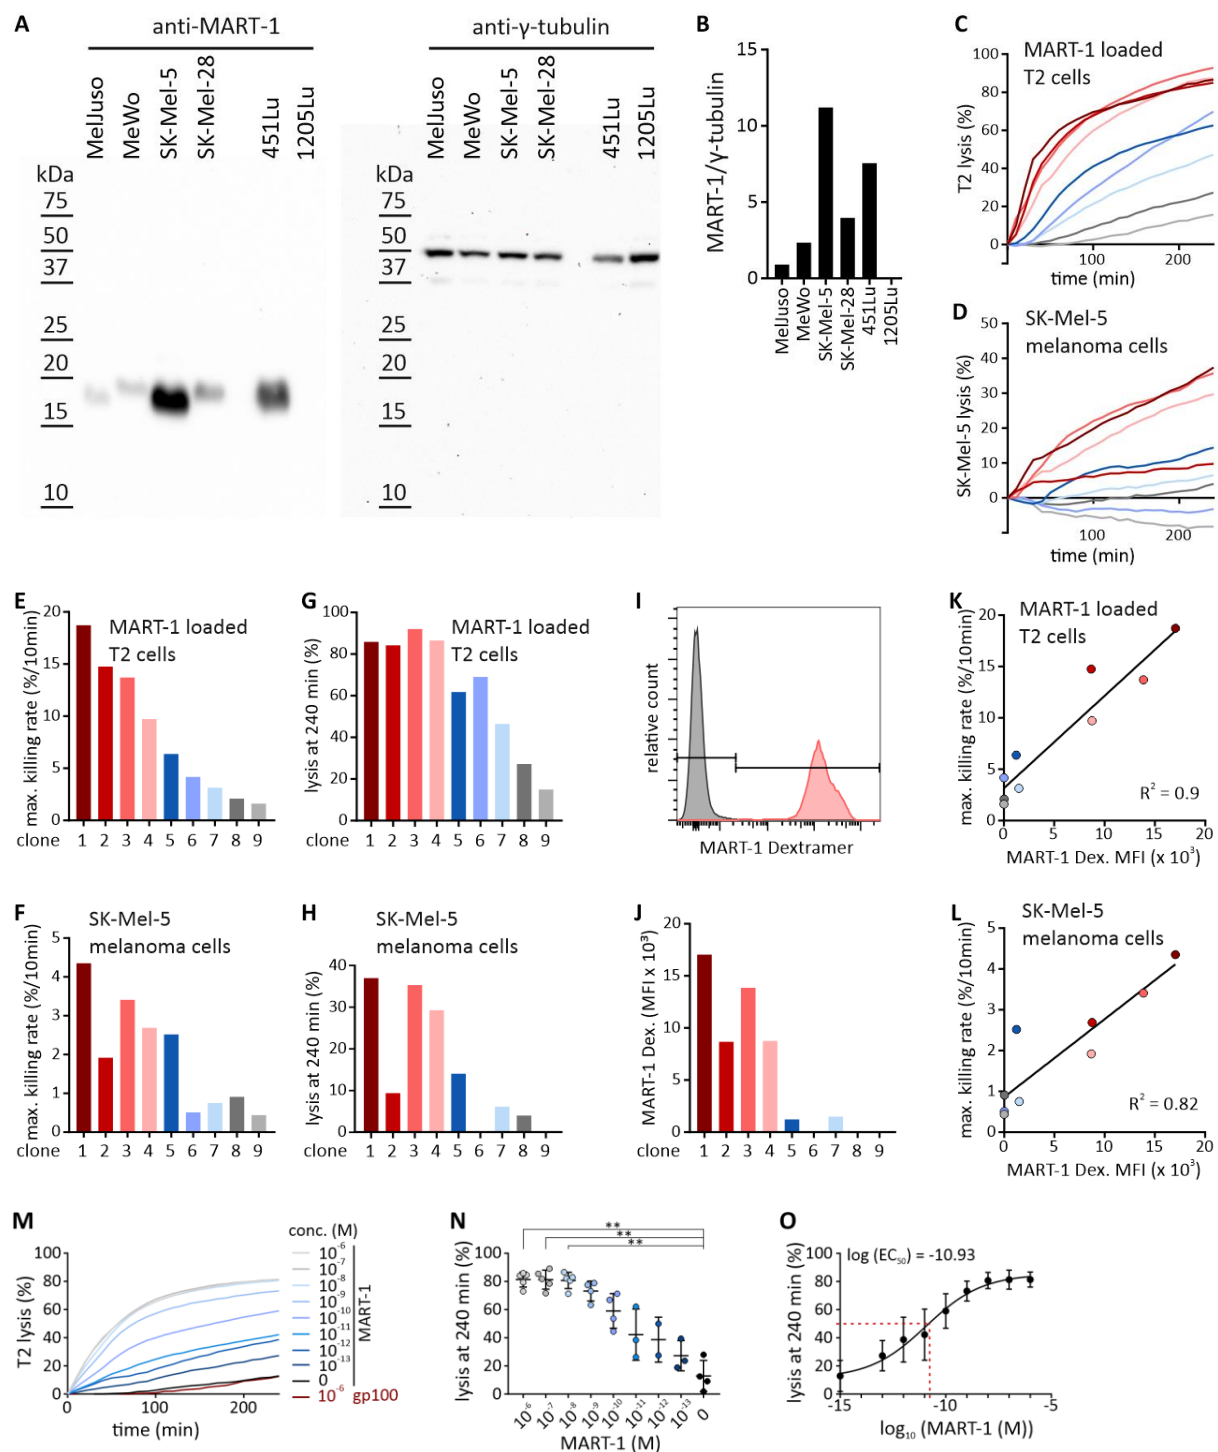 A
anti-MART-1
anti-γ-tubulin
MelJuso
MeWo
SK-Mel-5
SK-Mel-28
451Lu
1205Lu
MelJuso
MeWo
SK-Mel-5
SK-Mel-28
451Lu
1205Lu
kDa
75
50
37
25
20
15
10
kDa
75
50
37
25
20
15
10
B
MART-1/γ-tubulin
15
10
5
0
MelJuso
MeWo
SK-Mel-5
SK-Mel-28
451Lu
1205Lu
C
MART-1 loaded
T2 cells
T2 lysis (%)
100
80
60
40
20
0
100
200
time (min)
D
SK-Mel-5
melanoma cells
SK-Mel-5 lysis (%)
50
40
30
20
10
0
100
200
time (min)
E
MART-1 loaded
T2 cells
max. killing rate (%/10min)
20
15
10
5
0
clone 1 2 3 4 5 6 7 8 9
G
MART-1 loaded
T2 cells
lysis at 240 min (%)
100
80
60
40
20
0
clone 1 2 3 4 5 6 7 8 9
I
relative count
MART-1 Dextramer
K
MART-1 loaded
T2 cells
max. killing rate (%/10min)
20
15
10
5
0
R² = 0.9
0 5 10 15 20
MART-1 Dex. MFI (x 10³)
F
SK-Mel-5
melanoma cells
max. killing rate (%/10min)
5
4
3
2
1
0
clone 1 2 3 4 5 6 7 8 9
H
SK-Mel-5
melanoma cells
lysis at 240 min (%)
40
30
20
10
0
clone 1 2 3 4 5 6 7 8 9
J
MART-1 Dex. (MFI x 10³)
20
15
10
5
0
clone 1 2 3 4 5 6 7 8 9
L
SK-Mel-5
melanoma cells
max. killing rate (%/10min)
5
4
3
2
1
0
R² = 0.82
0 5 10 15 20
MART-1 Dex. MFI (x 10³)
M
T2 lysis (%)
100
80
60
40
20
0
0 100 200
time (min)
conc. (M)
10⁻⁶
10⁻⁷
10⁻⁸
10⁻⁹
10⁻¹⁰
10⁻¹¹
10⁻¹²
10⁻¹³
0
MART-1
10⁻⁶ gp100
N
** 
**
**
lysis at 240 min (%)
100
80
60
40
20
0
10⁻⁶ 10⁻⁷ 10⁻⁸ 10⁻⁹ 10⁻¹⁰ 10⁻¹¹ 10⁻¹² 10⁻¹³ 0
MART-1 (M)
O
log (EC₅₀) = -10.93
lysis at 240 min (%)
100
80
60
40
20
0
-15 -10 -5
log₁₀ (MART-1 (M))